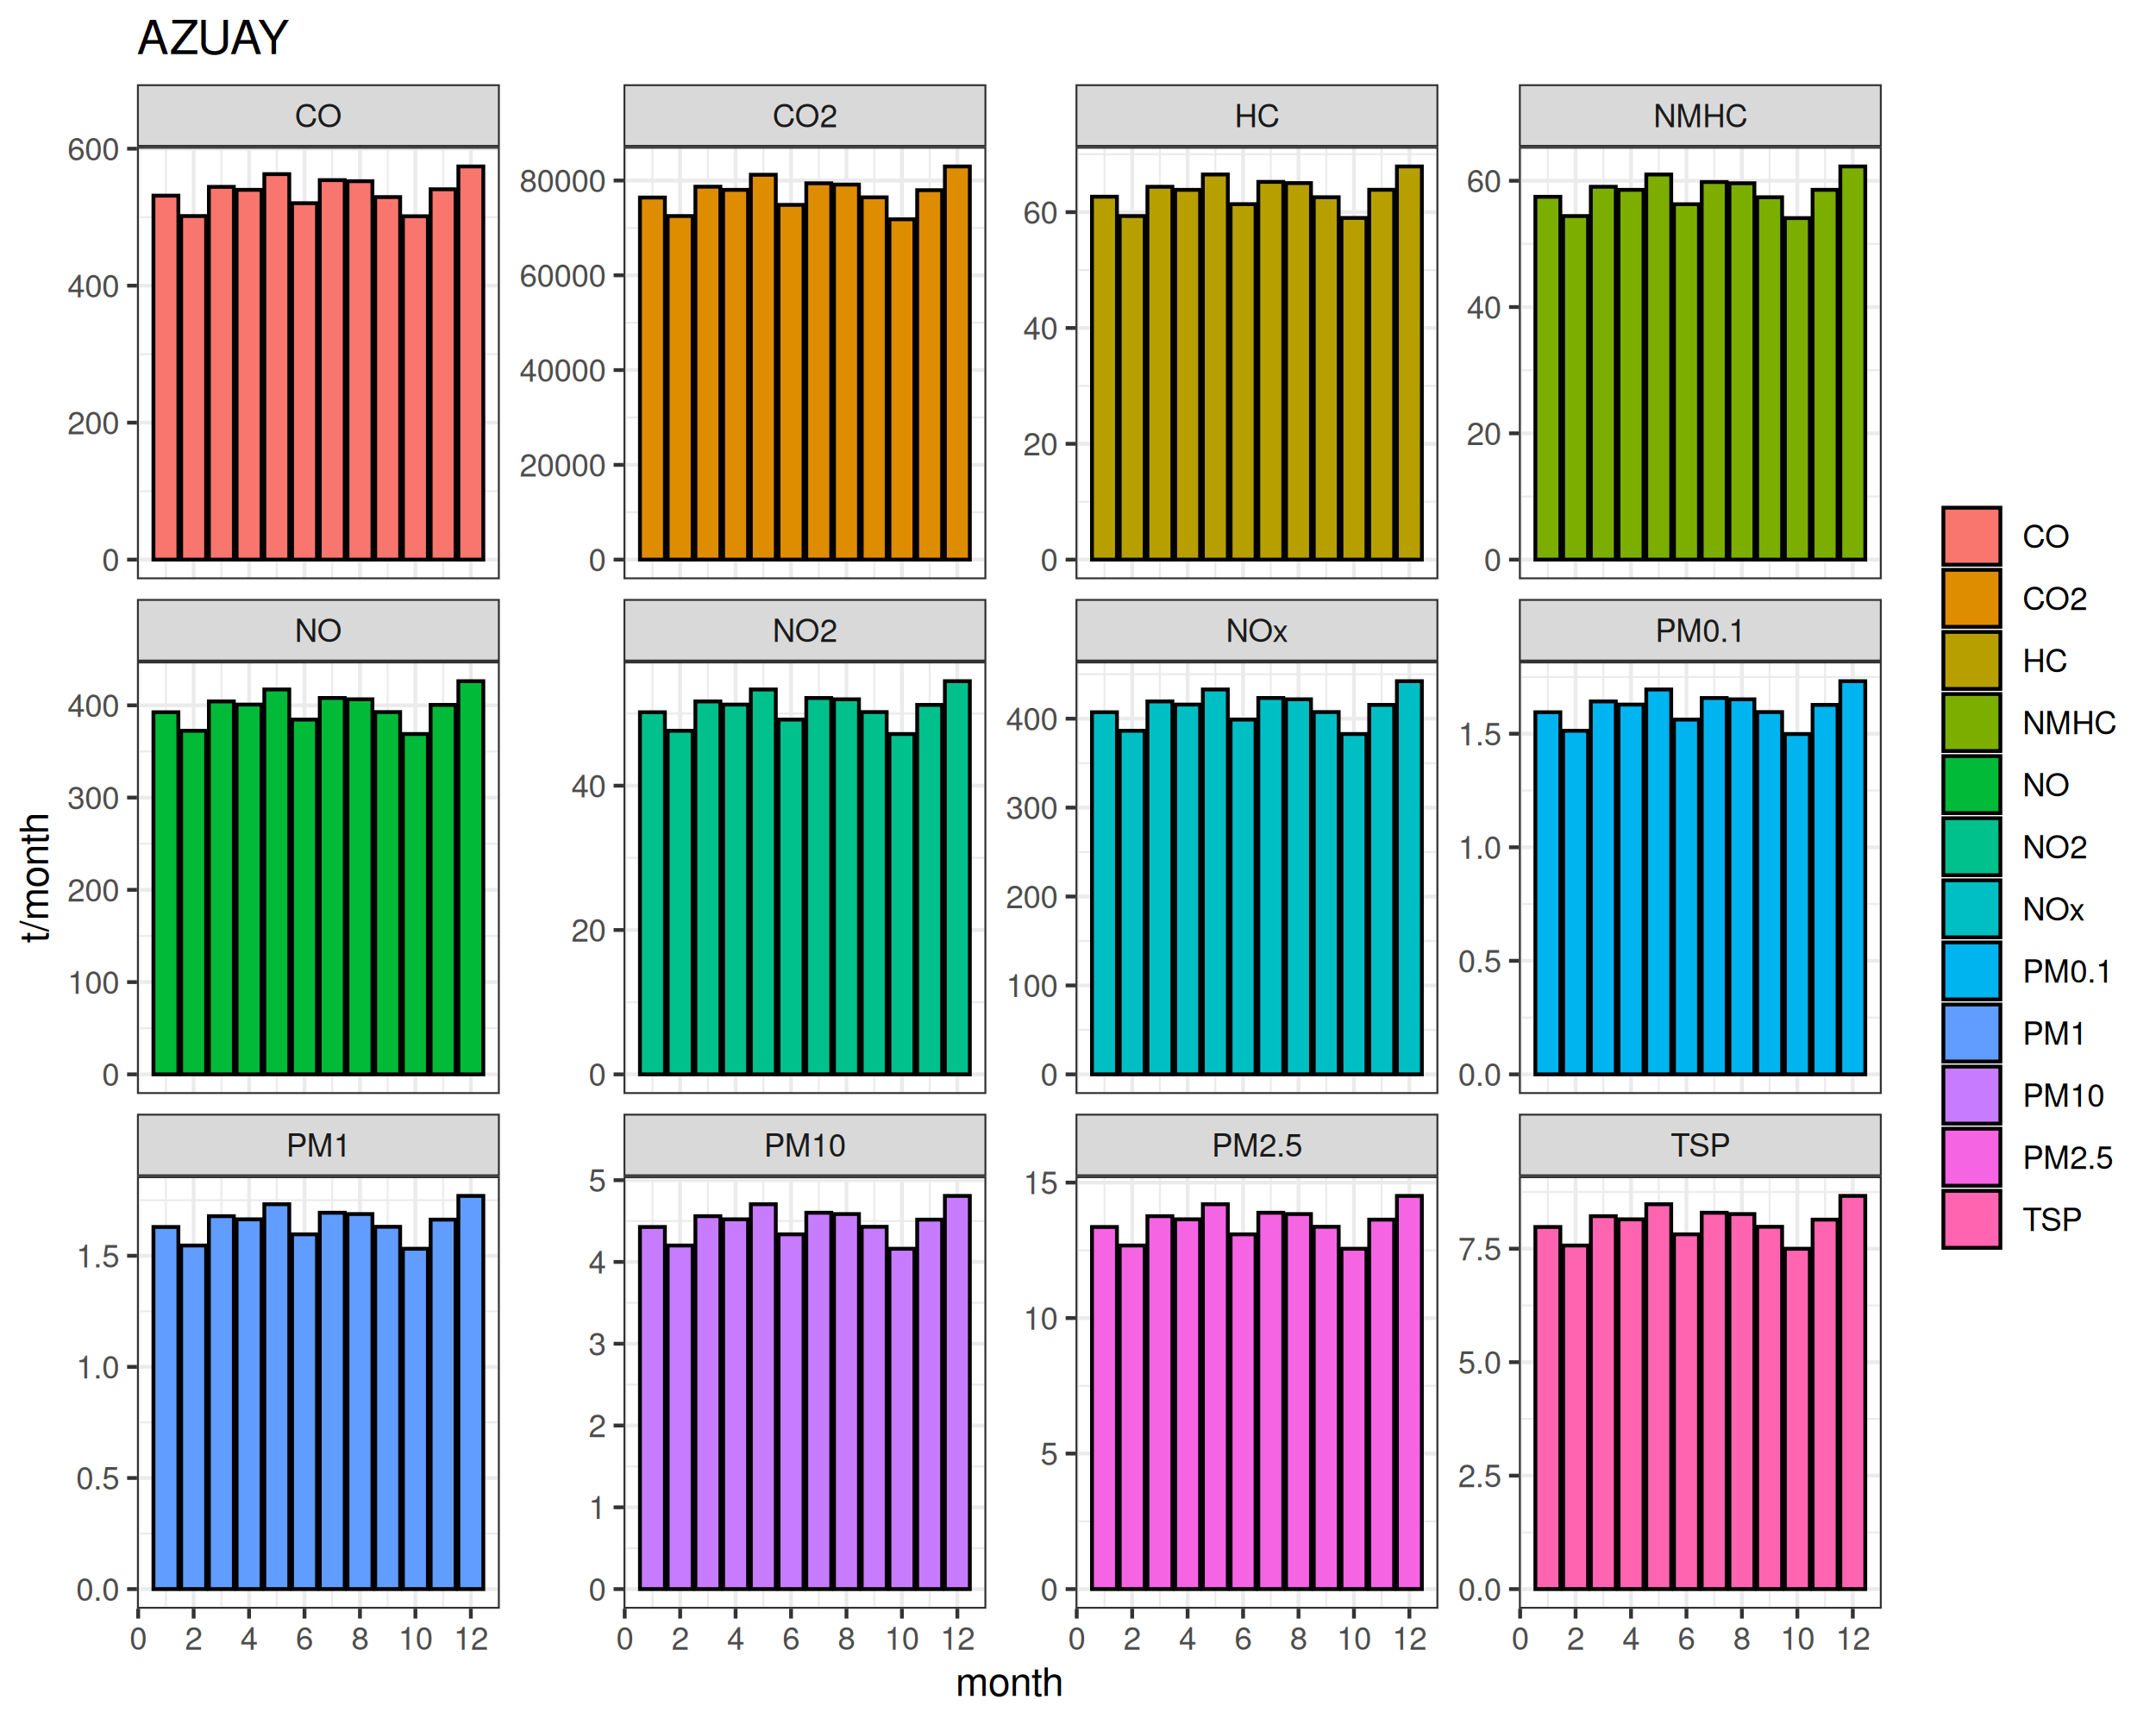 AZUAY
CO CO2 HC NMHC
600
400
200
0
80000
60000
40000
20000
0
60
40
20
0
60
40
20
0
NO NO2 NOx PM0.1
400
300
200
100
0
40
20
0
400
300
200
100
0
1.5
1.0
0.5
0.0
PM1 PM10 PM2.5 TSP
1.5
1.0
0.5
0.0
5
4
3
2
1
0
15
10
5
0
7.5
5.0
2.5
0.0
0 2 4 6 8 10 12
0 2 4 6 8 10 12
0 2 4 6 8 10 12
0 2 4 6 8 10 12
month
t/month
CO
CO2
HC
NMHC
NO
NO2
NOx
PM0.1
PM1
PM10
PM2.5
TSP